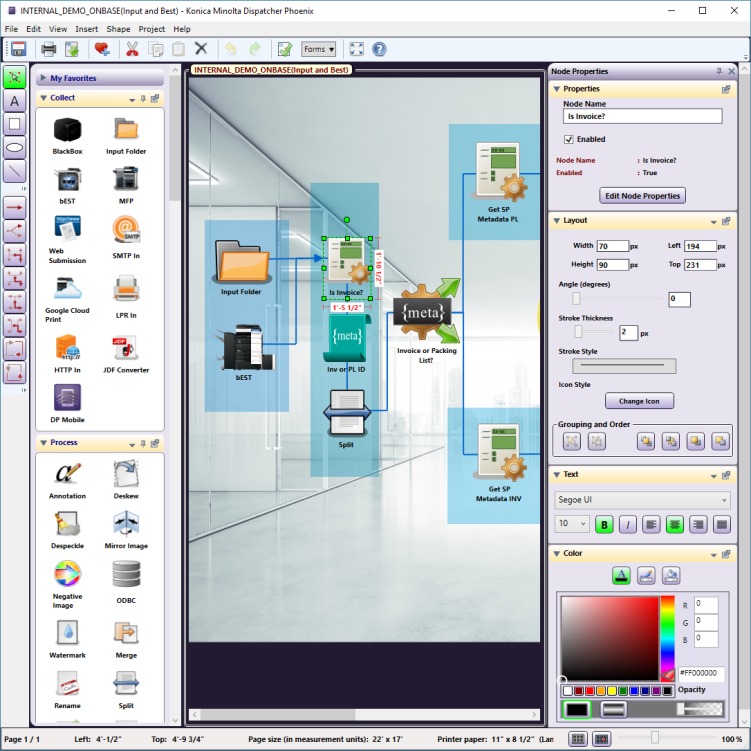 INTERNAL_DEMO_ONBASE(Input and Best) - Konica Minolta Dispatcher Phoenix
File Edit View Insert Shape Project Help
Forms
A
My Favorites
Collect
BlackBox
Input Folder
bEST
MFP
http://www
Web
Submission
SMTP
SMTP In
Google Cloud
Print
LPR In
http://
HTTP In
JDF
JDF Converter
DP Mobile
Process
Annotation
Deskew
Despeckle
Mirror Image
Negative
Image
ODBC
Watermark
Merge
Rename
Split
INTERNAL_DEMO_ONBASE(Input and Best)
Input Folder
bEST
Is Invoice?
1'-10 1/2"
1'-5 1/2"
{meta}
Inv or PL ID
Split
{meta}
Invoice or Packing
List?
Get SP
Metadata PL
Get SP
Metadata INV
Node Properties
Properties
Node Name
Is Invoice?
Enabled
Node Name : Is Invoice?
Enabled : True
Edit Node Properties
Layout
Width 70 px Left 194 px
Height 90 px Top 231 px
Angle (degrees)
0
Stroke Thickness
2 px
Stroke Style
Icon Style
Change Icon
Grouping and Order
Text
Segoe UI
10 B I
Color
A
R 0
G 0
B 0
#FF000000
Opacity
Page 1 / 1 Left: 4'-1/2" Top: 4'-9 3/4" Page size (in measurement units): 22' x 17' Printer paper: 11" x 8 1/2" (Lan 100 %